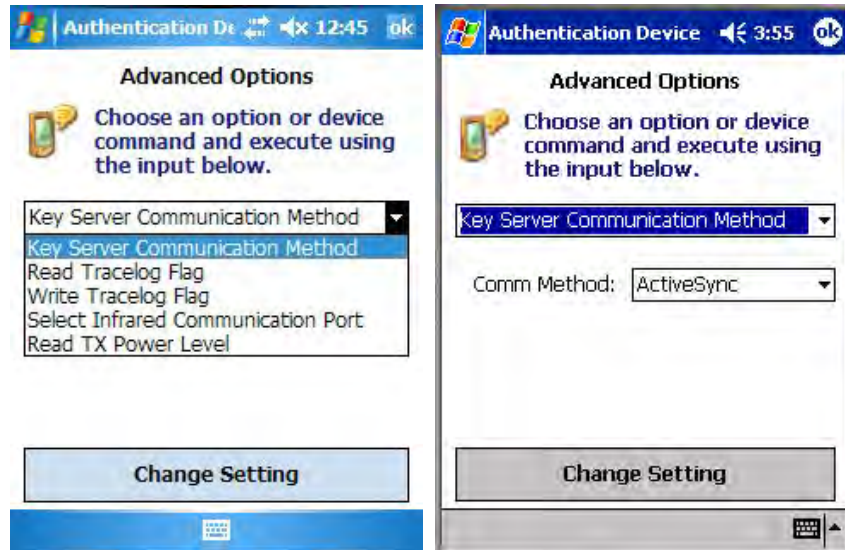 Authentication De 12:45 ok
Advanced Options
Choose an option or device
command and execute using
the input below.
Key Server Communication Method
Key Server Communication Method
Read Tracelog Flag
Write Tracelog Flag
Select Infrared Communication Port
Read TX Power Level
Change Setting
Authentication Device 3:55 ok
Advanced Options
Choose an option or device
command and execute using
the input below.
Key Server Communication Method
Comm Method: ActiveSync
Change Setting